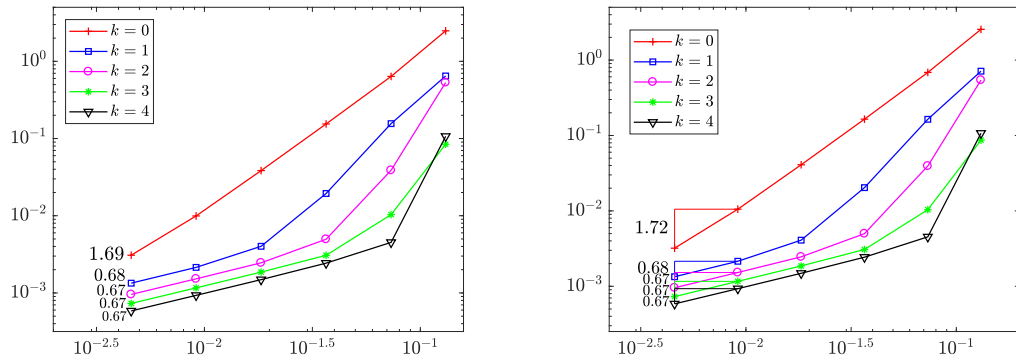 k = 0
k = 1
k = 2
k = 3
k = 4
10^0
10^-1
10^-2
10^-3
1.69
0.68
0.67
0.67
0.67
10^-2.5
10^-2
10^-1.5
10^-1
k = 0
k = 1
k = 2
k = 3
k = 4
10^0
10^-1
10^-2
10^-3
1.72
0.68
0.67
0.67
0.67
10^-2.5
10^-2
10^-1.5
10^-1